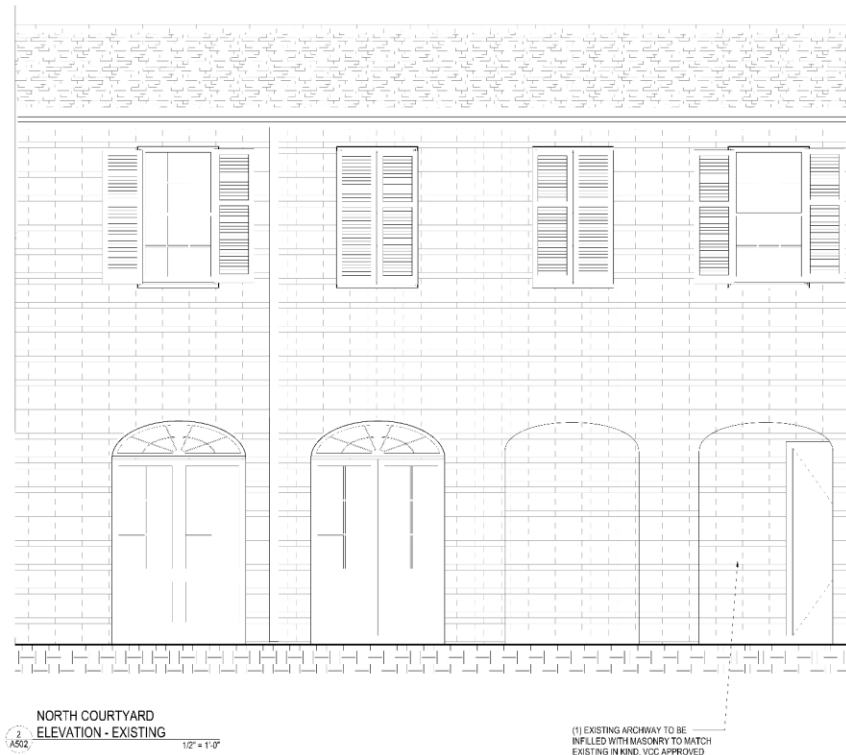 NORTH COURTYARD
2
A502
ELEVATION - EXISTING
1/2" = 1'-0"
(1) EXISTING ARCHWAY TO BE
INFILLED WITH MASONRY TO MATCH
EXISTING IN KIND. VCC APPROVED